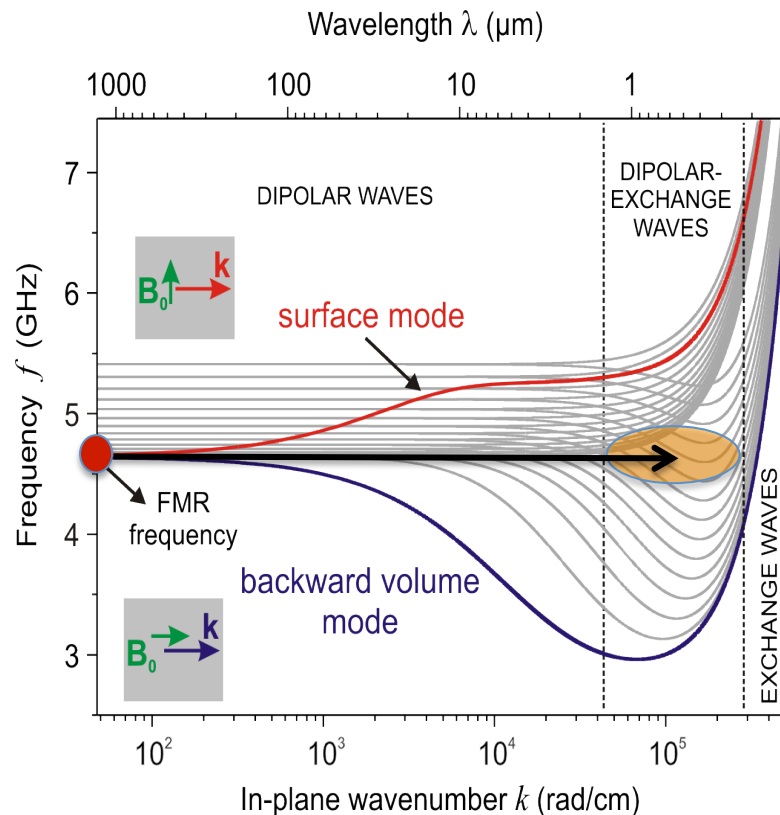 Wavelength λ (µm)
1000 100 10 1
DIPOLAR WAVES
DIPOLAR-
EXCHANGE
WAVES
7
6
5
4
3
Frequency f (GHz)
B₀ k
surface mode
FMR
frequency
backward volume
mode
B₀ k
EXCHANGE WAVES
10² 10³ 10⁴ 10⁵
In-plane wavenumber k (rad/cm)